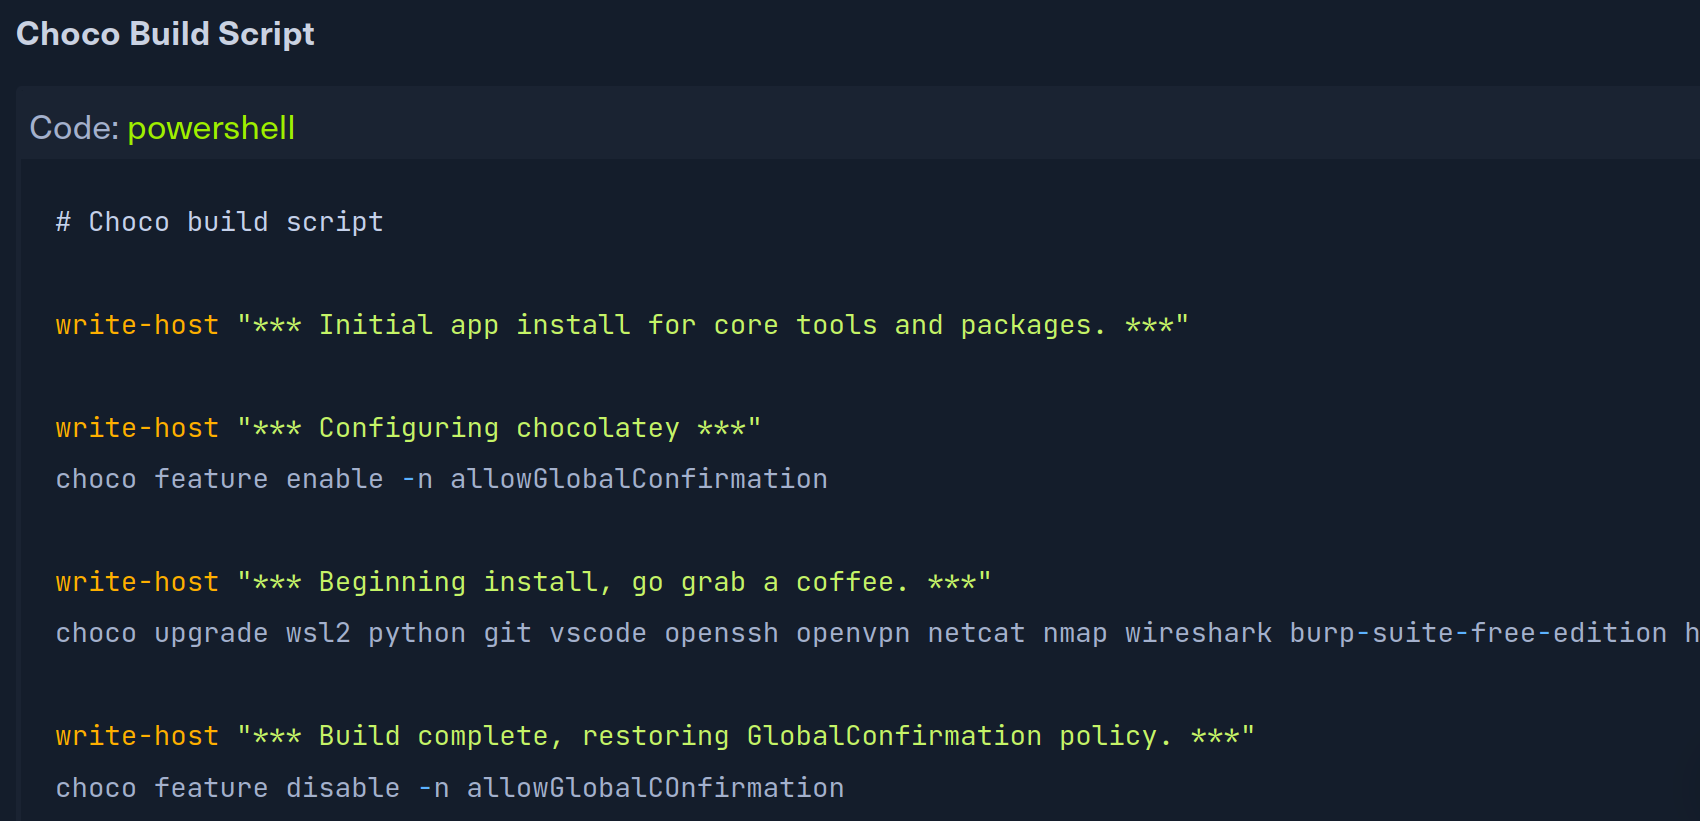 Choco Build Script
Code: powershell
# Choco build script
write-host "*** Initial app install for core tools and packages. ***"
write-host "*** Configuring chocolatey ***"
choco feature enable -n allowGlobalConfirmation
write-host "*** Beginning install, go grab a coffee. ***"
choco upgrade wsl2 python git vscode openssh openvpn netcat nmap wireshark burp-suite-free-edition h
write-host "*** Build complete, restoring GlobalConfirmation policy. ***"
choco feature disable -n allowGlobalCOnfirmation